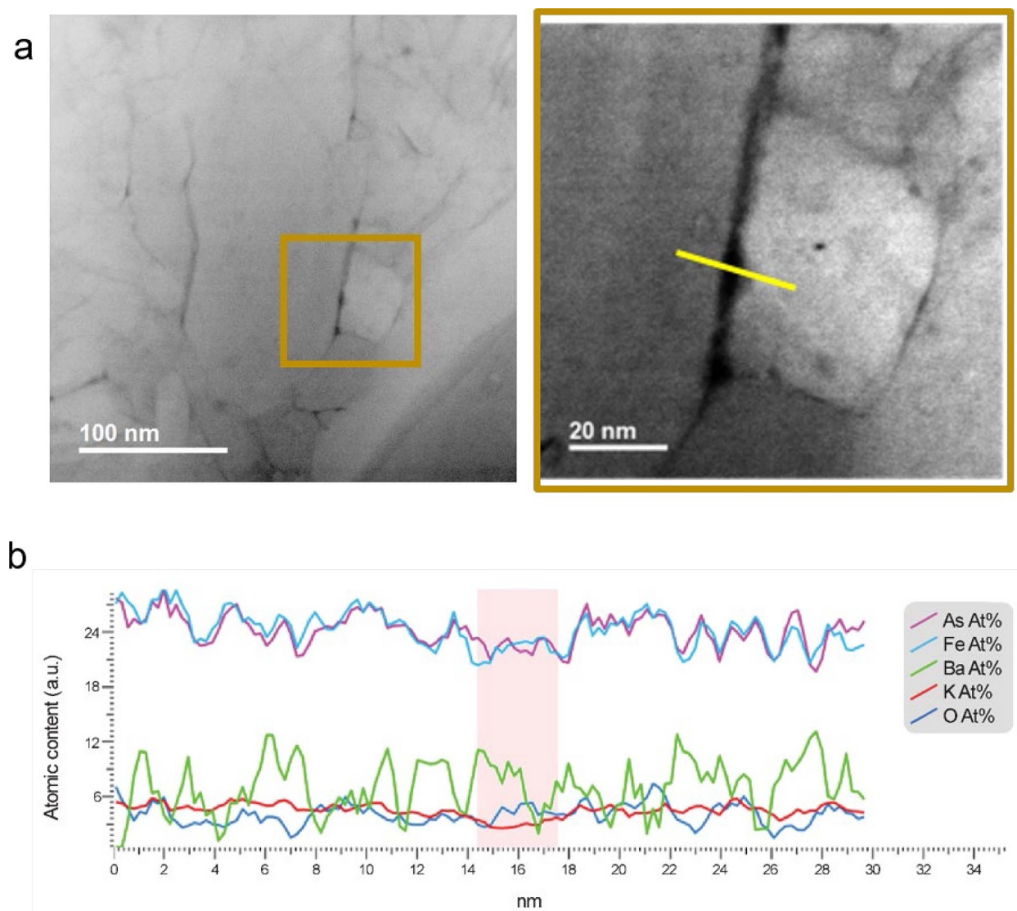 a
100 nm
20 nm
b
Atomic content (a.u.)
24
18
12
6
0 2 4 6 8 10 12 14 16 18 20 22 24 26 28 30 32 34
nm
As At%
Fe At%
Ba At%
K At%
O At%